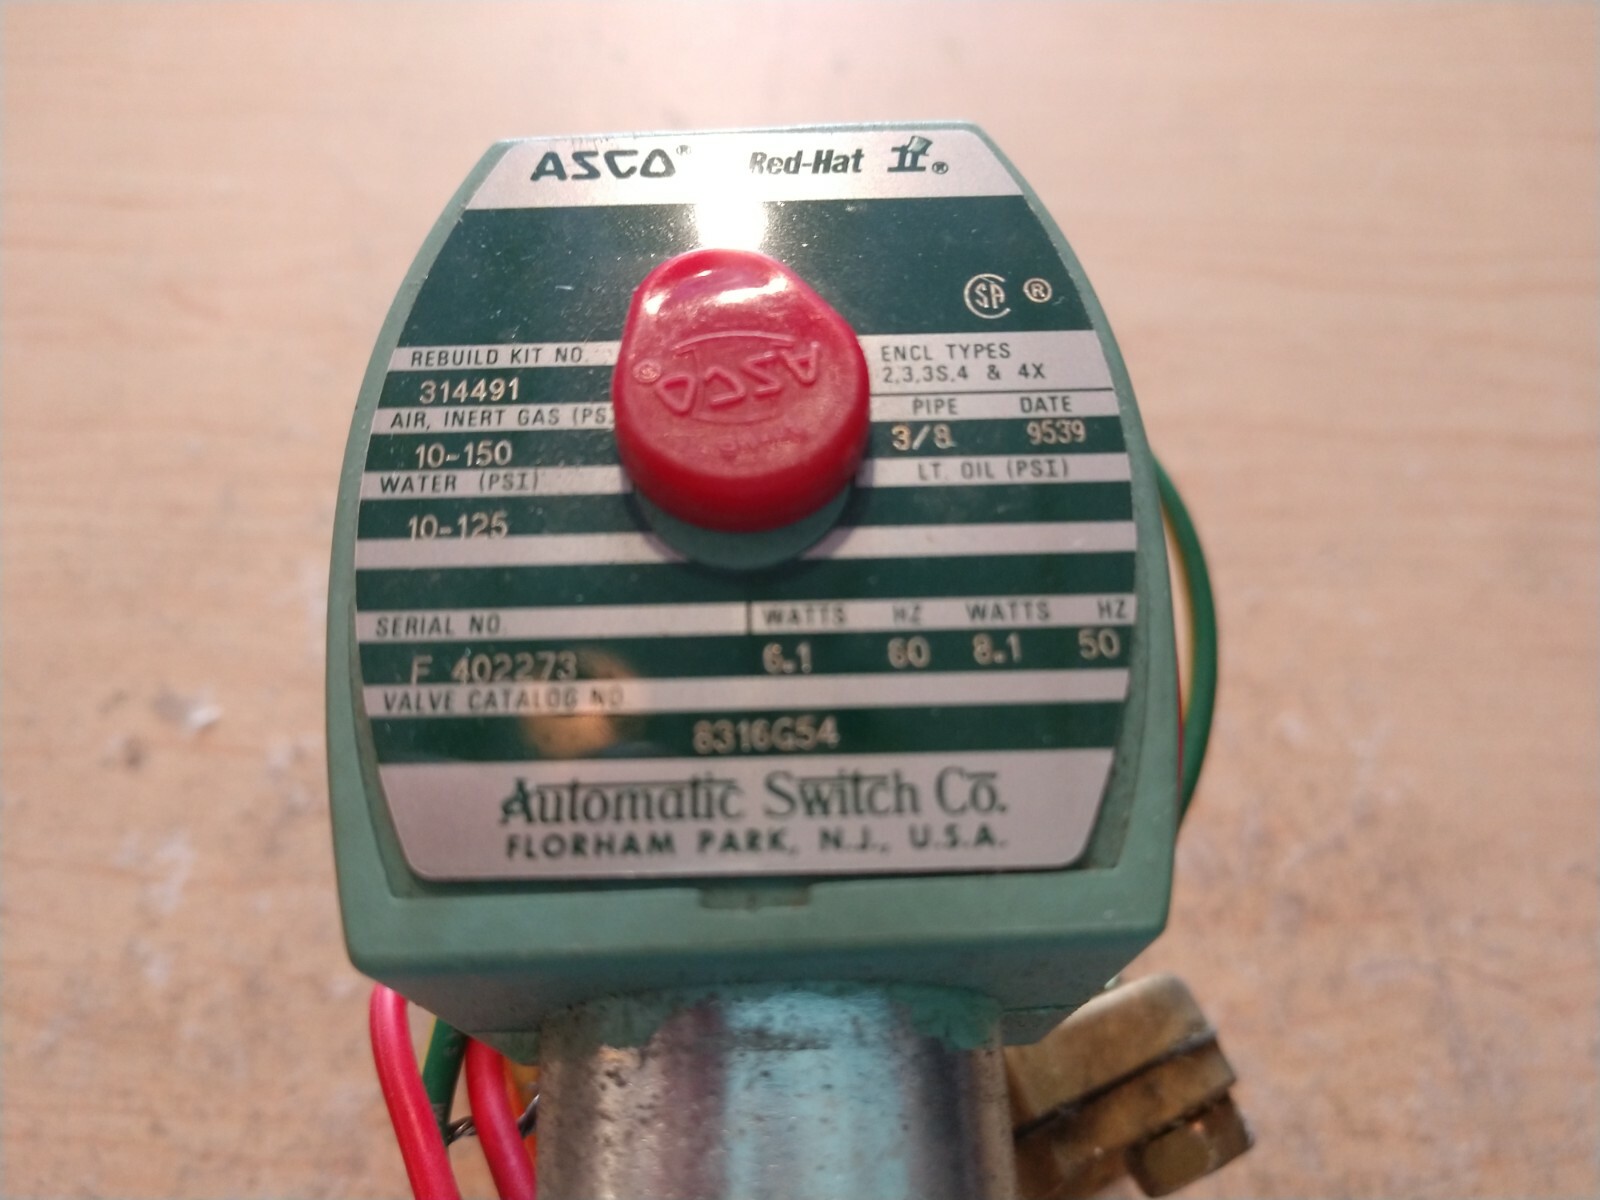 ASCO® Red-Hat II®
SA ®
REBUILD KIT NO.
314491
ENCL TYPES
2,3,3S,4 & 4X
AIR, INERT GAS (PS
10-150
PIPE DATE
3/8 9539
WATER (PSI)
10-125
LT. OIL (PSI)
ASCO®
SERIAL NO.
F 402273
WATTS HZ WATTS HZ
6.1 60 8.1 50
VALVE CATALOG NO.
8316G54
Automatic Switch Co.
FLORHAM PARK, N.J., U.S.A.